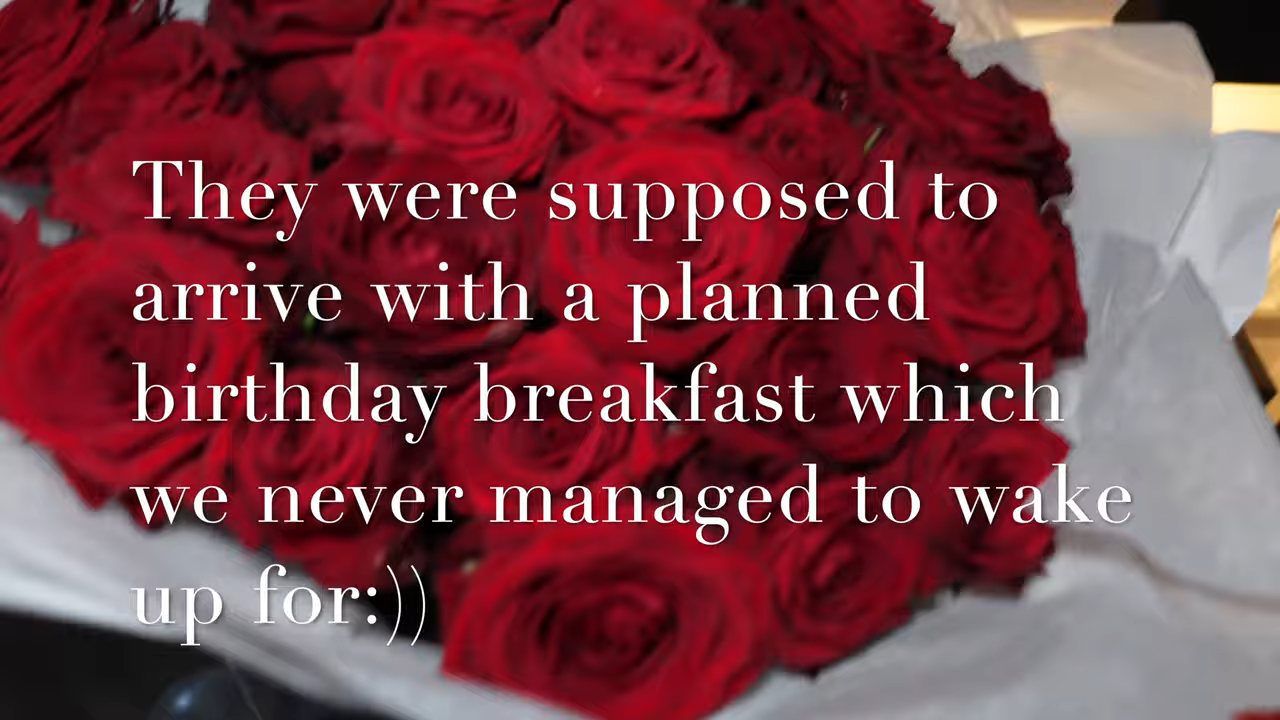 They were supposed to
arrive with a planned
birthday breakfast which
we never managed to wake
up for:))